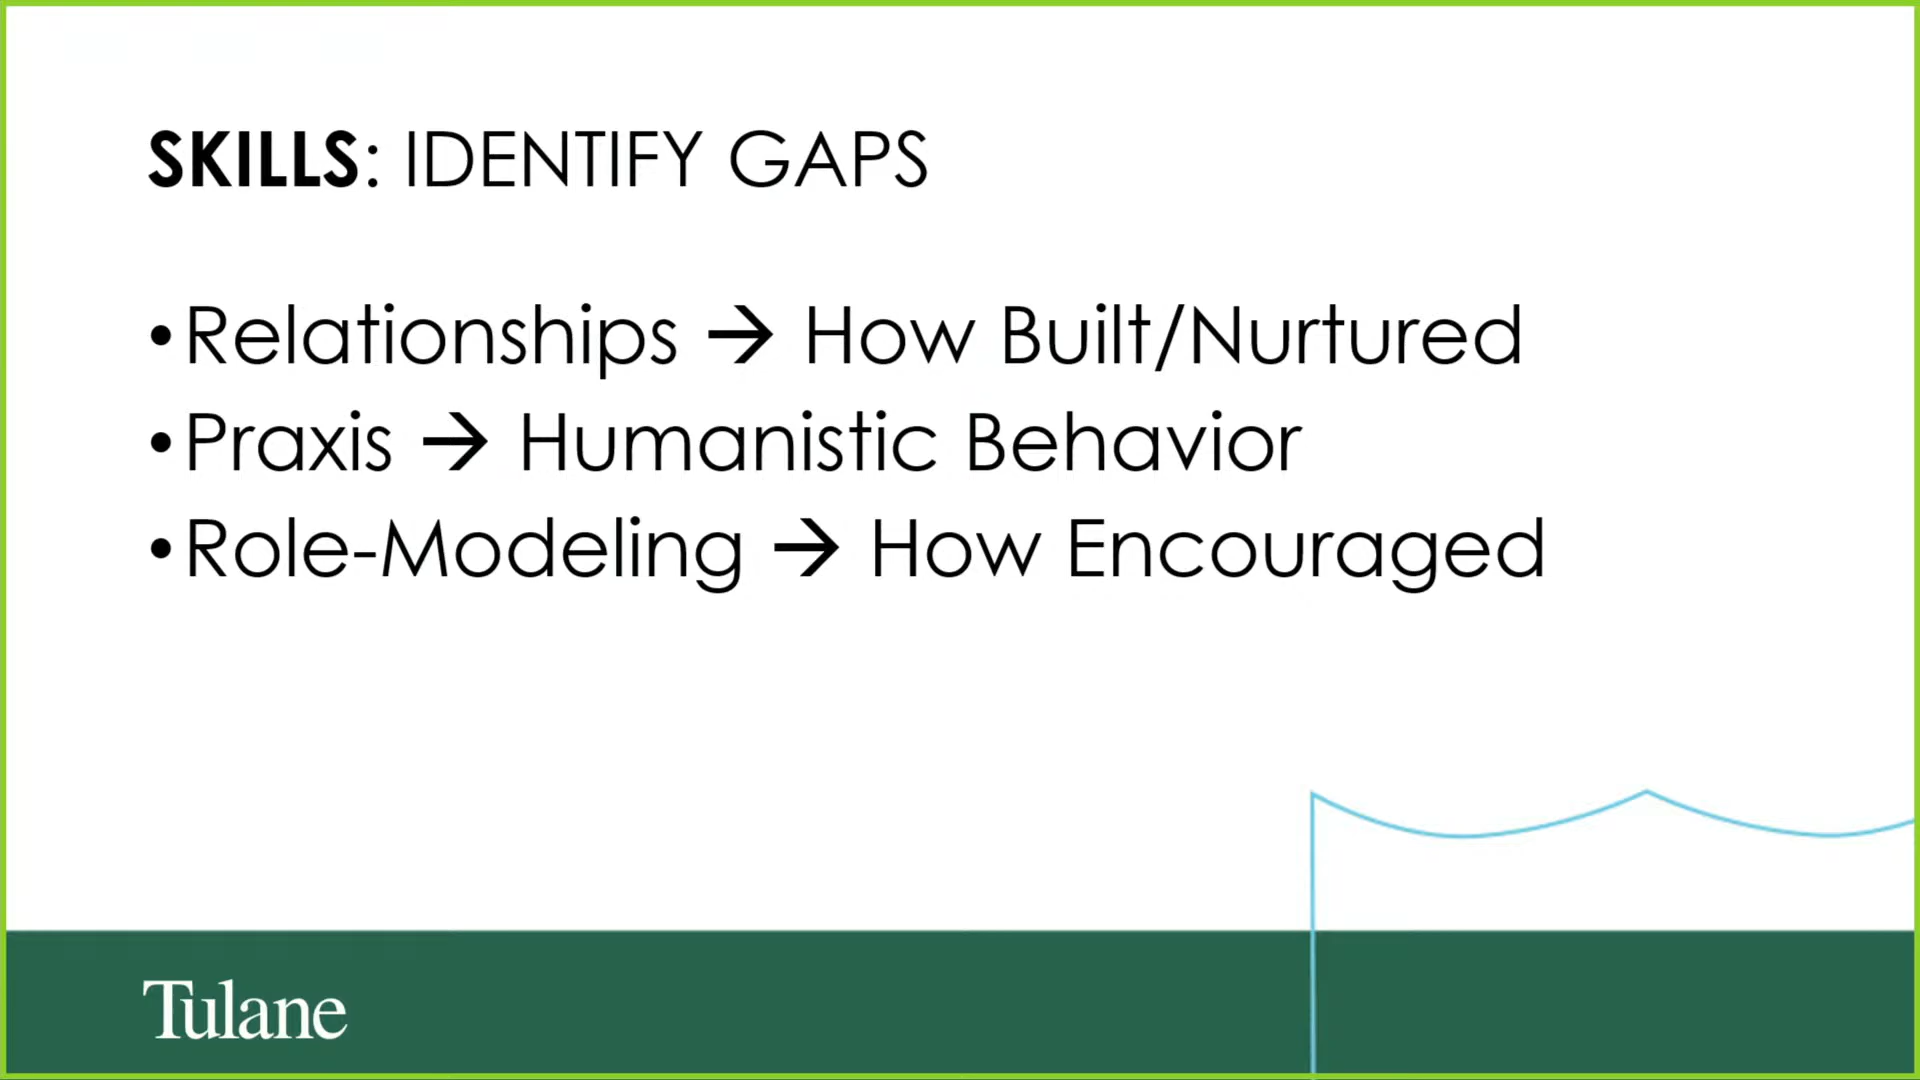 SKILLS: IDENTIFY GAPS
•Relationships → How Built/Nurtured
•Praxis → Humanistic Behavior
•Role-Modeling → How Encouraged
Tulane